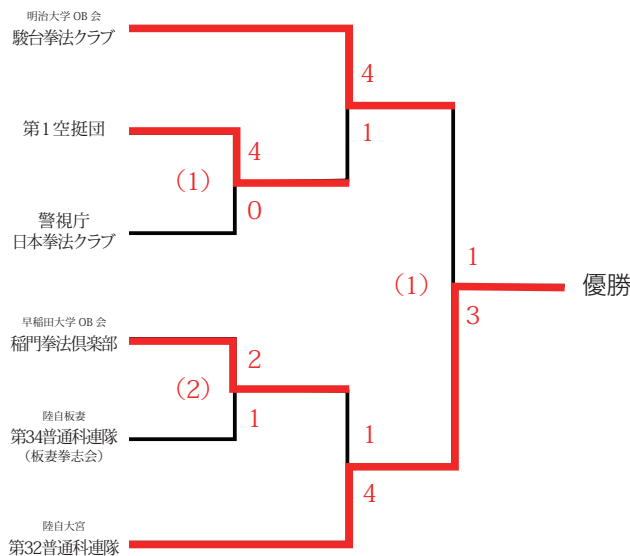 明治大学 OB 会
駿台拳法クラブ
4
1
第1空挺団
4
(1)
0
警視庁
日本拳法クラブ
1
(1)
3
優勝
早稲田大学 OB 会
稲門拳法倶楽部
2
(2)
1
陸自板妻
第34普通科連隊
（板妻拳志会）
1
4
陸自大宮
第32普通科連隊